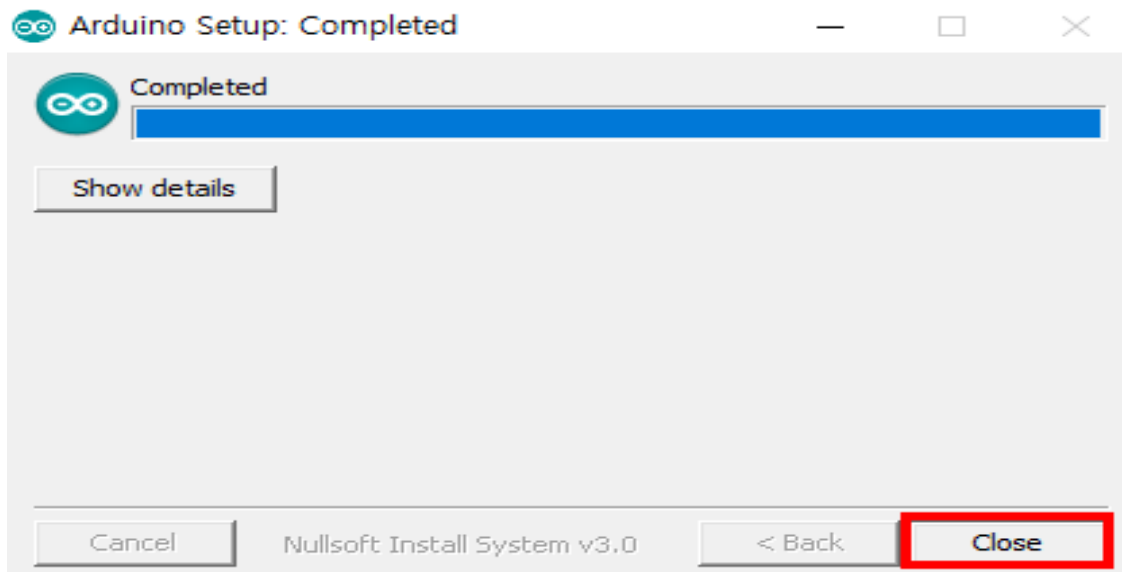 Arduino Setup: Completed
Completed
Show details
Cancel Nullsoft Install System v3.0 < Back Close